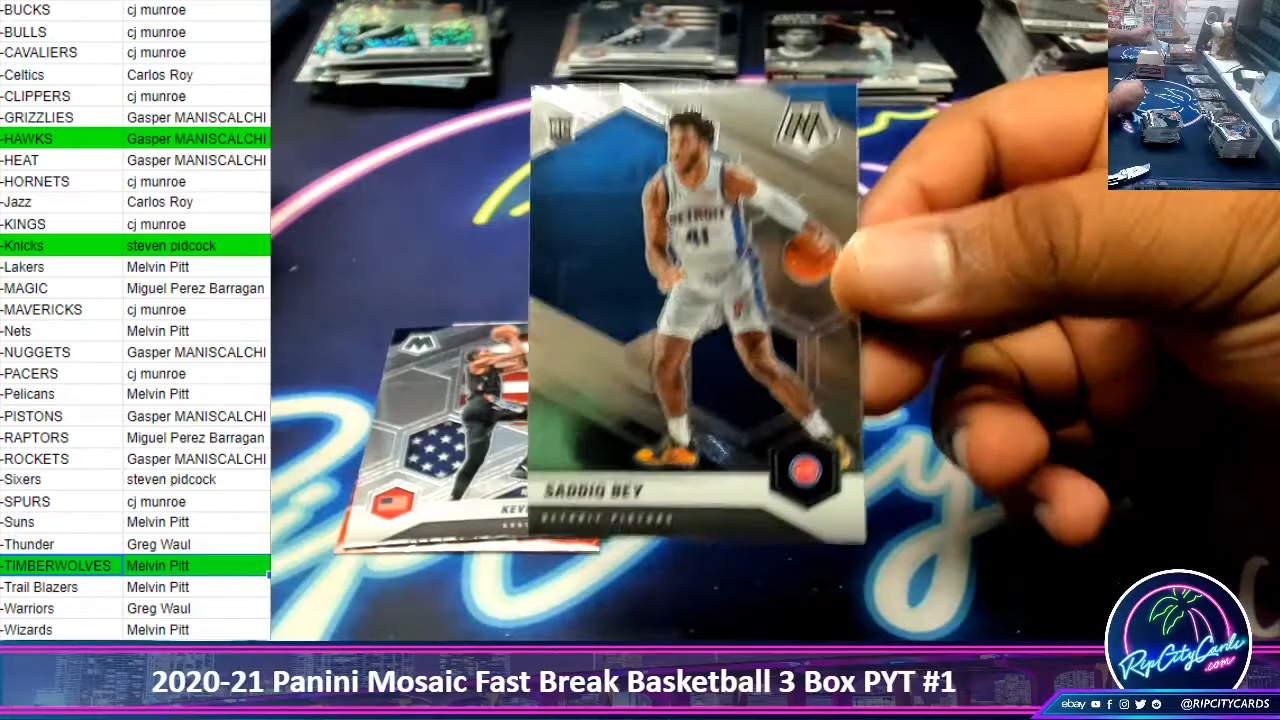 -BUCKS cj munroe
-BULLS cj munroe
-CAVALIERS cj munroe
-Celtics Carlos Roy
-CLIPPERS cj munroe
-GRIZZLIES Gasper MANISCALCHI
-HAWKS Gasper MANISCALCHI
-HEAT Gasper MANISCALCHI
-HORNETS cj munroe
-Jazz Carlos Roy
-KINGS cj munroe
-Knicks steven pidcock
-Lakers Melvin Pitt
-MAGIC Miguel Perez Barragan
-MAVERICKS cj munroe
-Nets Melvin Pitt
-NUGGETS Gasper MANISCALCHI
-PACERS cj munroe
-Pelicans Melvin Pitt
-PISTONS Gasper MANISCALCHI
-RAPTORS Miguel Perez Barragan
-ROCKETS Gasper MANISCALCHI
-Sixers steven pidcock
-SPURS cj munroe
-Suns Melvin Pitt
-Thunder Greg Waul
-TIMBERWOLVES Melvin Pitt
-Trail Blazers Melvin Pitt
-Warriors Greg Waul
-Wizards Melvin Pitt
DETROIT
41
SADDIQ BEY
DETROIT PISTONS
KEV
RipCityCards
.com
2020-21 Panini Mosaic Fast Break Basketball 3 Box PYT #1
ebay @RIPCITYCARDS